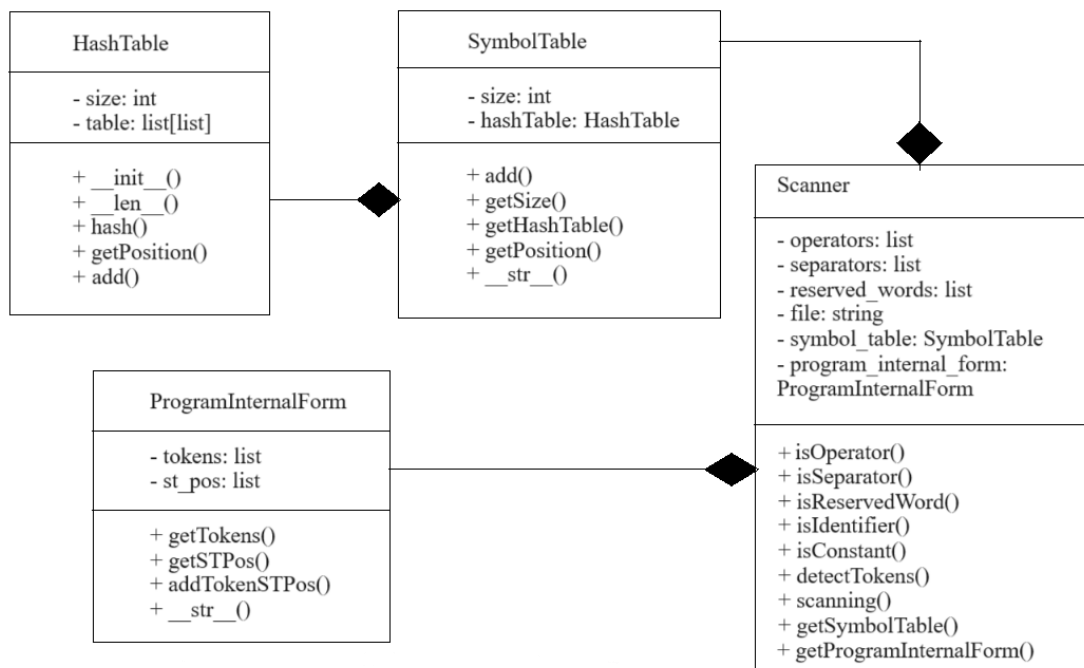 HashTable
- size: int
- table: list[list]
+ __init__()
+ __len__()
+ hash()
+ getPosition()
+ add()
SymbolTable
- size: int
- hashTable: HashTable
+ add()
+ getSize()
+ getHashTable()
+ getPosition()
+ __str__()
Scanner
- operators: list
- separators: list
- reserved_words: list
- file: string
- symbol_table: SymbolTable
- program_internal_form:
ProgramInternalForm
+ isOperator()
+ isSeparator()
+ isReservedWord()
+ isIdentifier()
+ isConstant()
+ detectTokens()
+ scanning()
+ getSymbolTable()
+ getProgramInternalForm()
ProgramInternalForm
- tokens: list
- st_pos: list
+ getTokens()
+ getSTPos()
+ addTokenSTPos()
+ __str__()